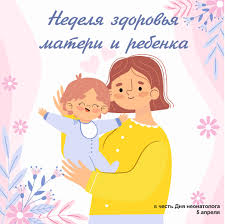 Неделя здоровья
матери и ребенка
в честь Дня неонатолога
5 апреля